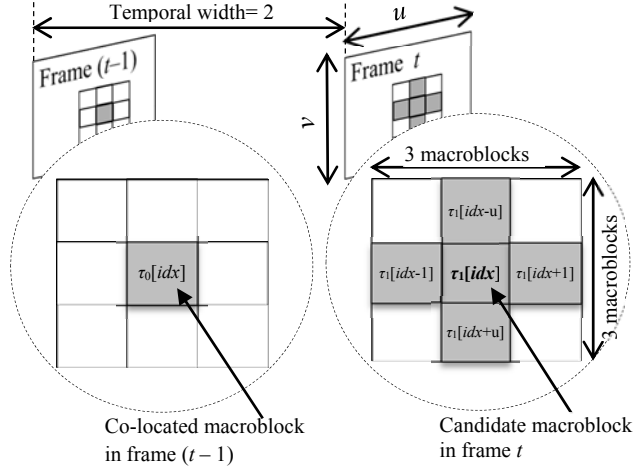 Temporal width= 2
u
Frame (t–1)
Frame t
v
3 macroblocks
τ₁[idx-u]
τ₀[idx]
τ₁[idx-1]
τ₁[idx]
τ₁[idx+1]
τ₁[idx+u]
3 macroblocks
Co-located macroblock
in frame (t – 1)
Candidate macroblock
in frame t